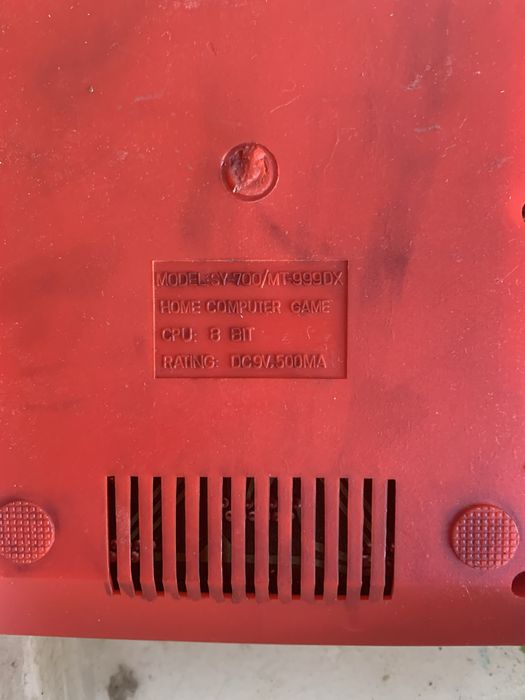 MODEL:SY-700/MT-999DX
HOME COMPUTER GAME
CPU: 8 BIT
RATING: DC9V,500MA